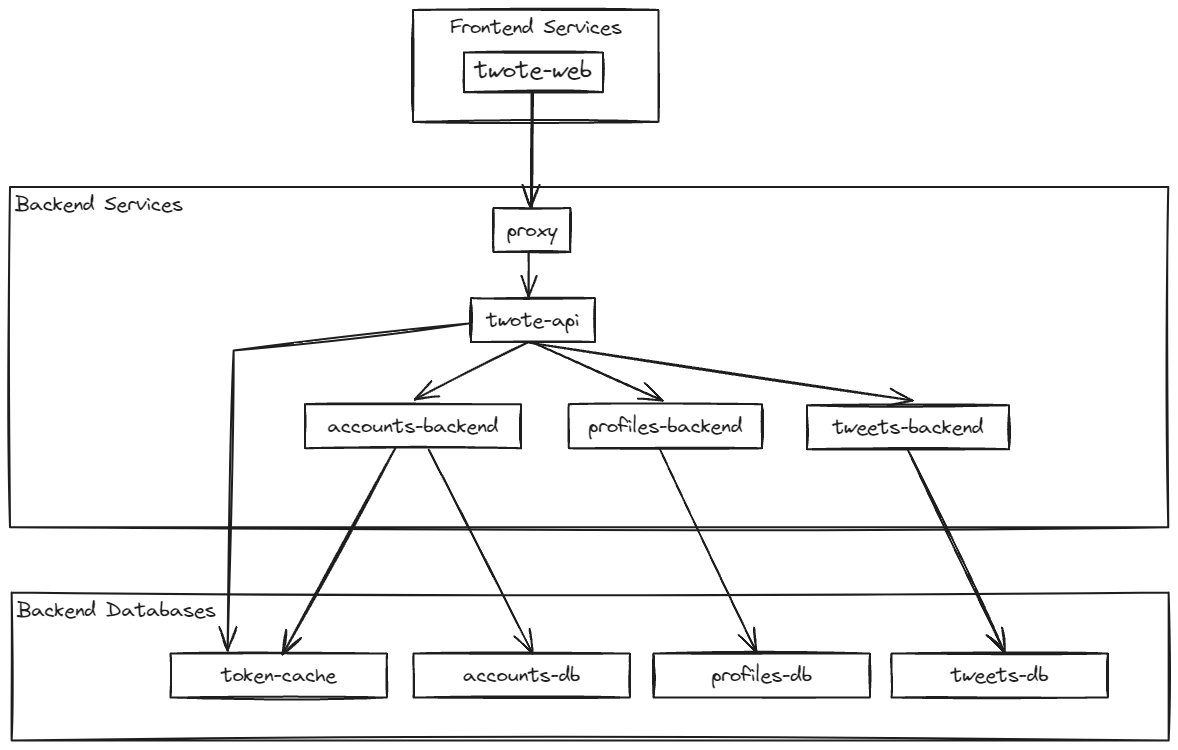 Frontend Services
twote-web
Backend Services
proxy
twote-api
accounts-backend
profiles-backend
tweets-backend
Backend Databases
token-cache
accounts-db
profiles-db
tweets-db